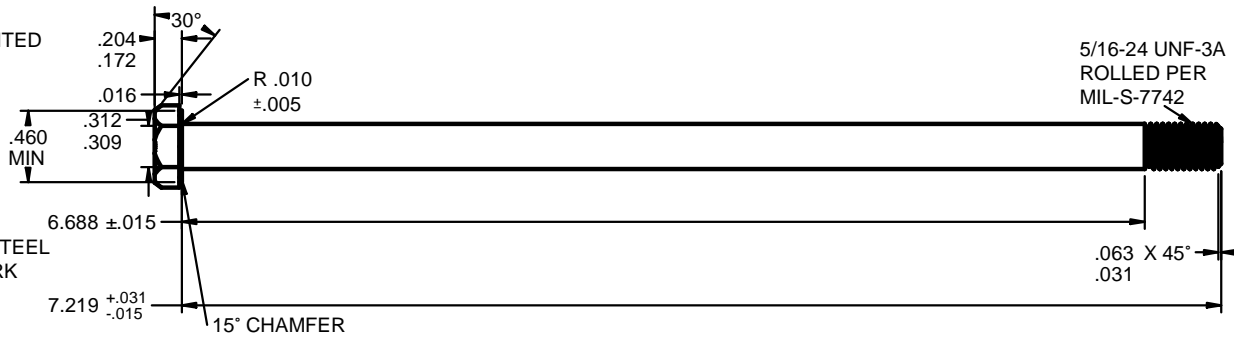 30°
ITED
.204
.172
5/16-24 UNF-3A
ROLLED PER
MIL-S-7742
R .010
±.005
.016
.312
.309
.460
MIN
6.688 ±.015
TEEL
RK
.063 X 45°
.031
7.219 +.031
-.015
15° CHAMFER